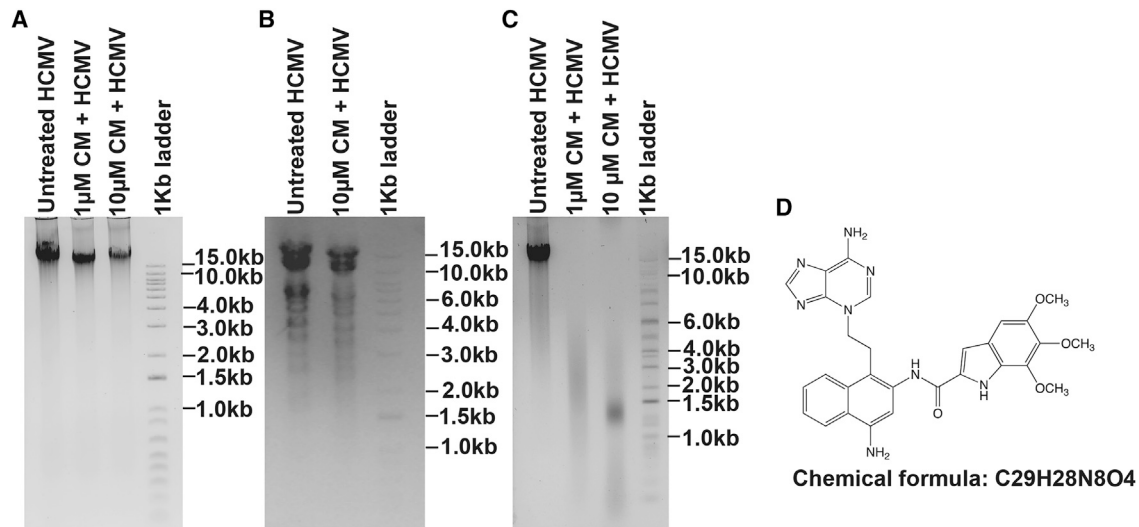 A
Untreated HCMV
1µM CM + HCMV
10µM CM + HCMV
1Kb ladder
15.0kb
10.0kb
4.0kb
3.0kb
2.0kb
1.5kb
1.0kb
B
Untreated HCMV
10µM CM + HCMV
1Kb ladder
15.0kb
10.0kb
6.0kb
4.0kb
3.0kb
2.0kb
1.5kb
1.0kb
C
Untreated HCMV
1µM CM + HCMV
10 µM CM + HCMV
1Kb ladder
15.0kb
10.0kb
6.0kb
4.0kb
3.0kb
2.0kb
1.5kb
1.0kb
D
NH2
N
N
N
N
N
OCH3
H
N
OCH3
N
H
OCH3
O
NH2
Chemical formula: C29H28N8O4